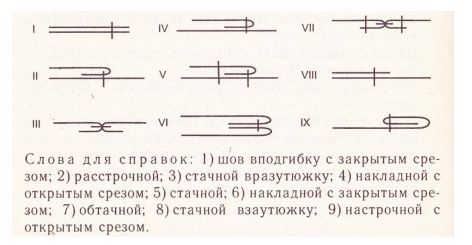 I IV VII
II V VIII
III VI IX
Слова для справок: 1) шов вподгибку с закрытым сре-
зом; 2) расстрочной; 3) стачной вразутюжку; 4) накладной с
открытым срезом; 5) стачной; 6) накладной с закрытым сре-
зом; 7) обтачной; 8) стачной взаутюжку; 9) настрочной с
открытым срезом.